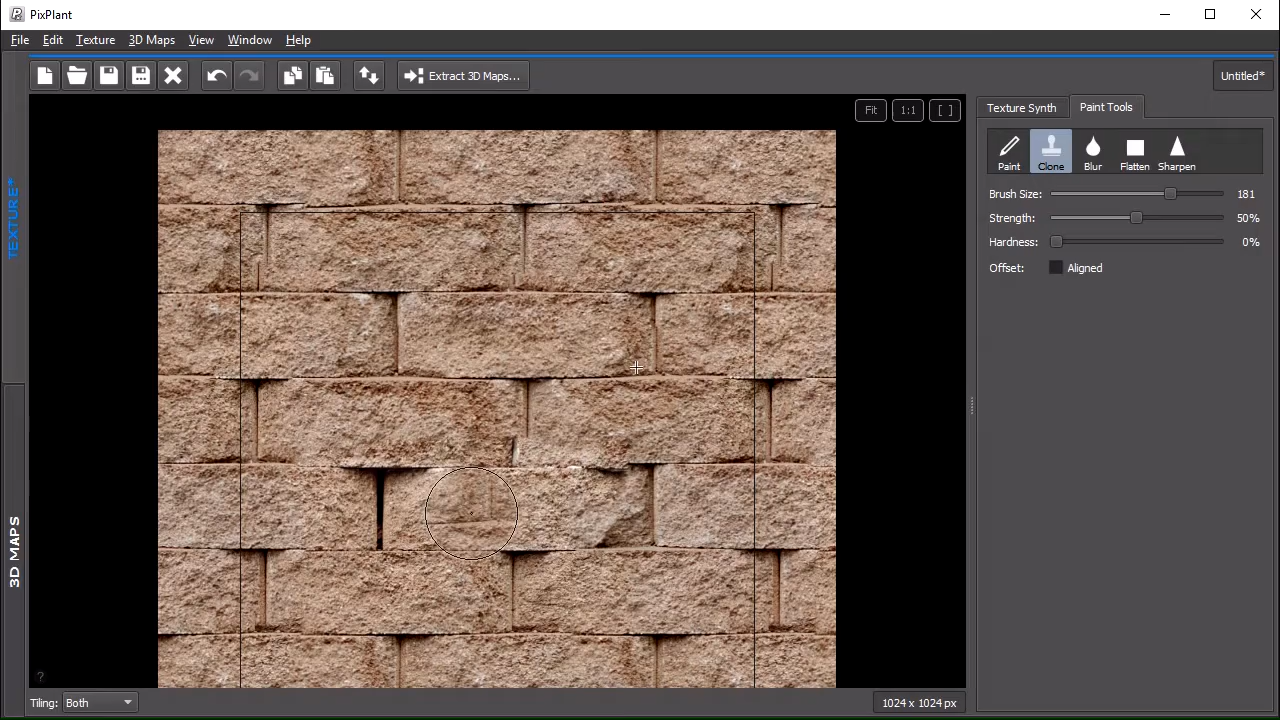 PixPlant
File Edit Texture 3D Maps View Window Help
Extract 3D Maps...
Untitled*
Fit 1:1 [ ]
Texture Synth Paint Tools
Paint Clone Blur Flatten Sharpen
Brush Size: 181
Strength: 50%
Hardness: 0%
Offset: Aligned
TEXTURE*
3D MAPS
?
Tiling: Both
1024 x 1024 px